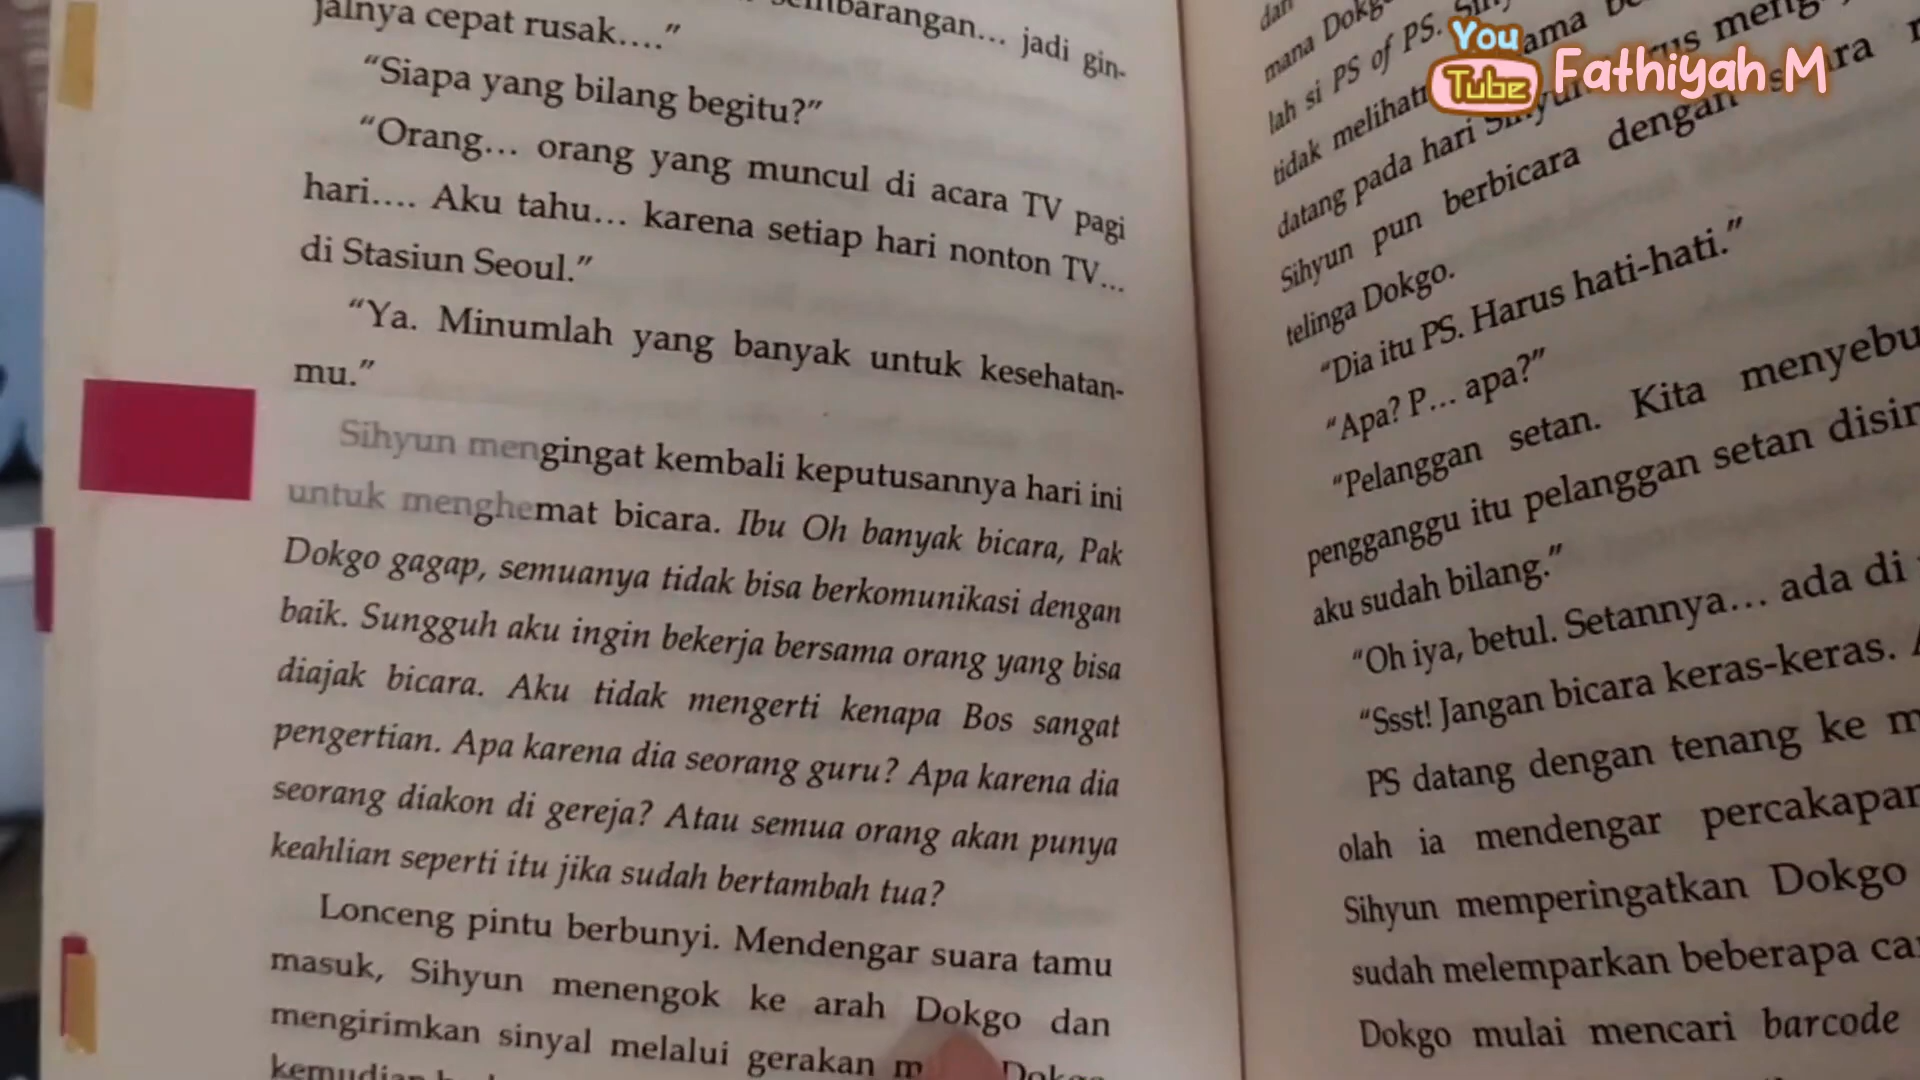 sembarangan... jadi gin-
jalnya cepat rusak...."
"Siapa yang bilang begitu?"
"Orang... orang yang muncul di acara TV pagi
hari.... Aku tahu... karena setiap hari nonton TV...
di Stasiun Seoul."
"Ya. Minumlah yang banyak untuk kesehatan-
mu."
Sihyun mengingat kembali keputusannya hari ini
untuk menghemat bicara. Ibu Oh banyak bicara, Pak
Dokgo gagap, semuanya tidak bisa berkomunikasi dengan
baik. Sungguh aku ingin bekerja bersama orang yang bisa
diajak bicara. Aku tidak mengerti kenapa Bos sangat
pengertian. Apa karena dia seorang guru? Apa karena dia
seorang diakon di gereja? Atau semua orang akan punya
keahlian seperti itu jika sudah bertambah tua?
Lonceng pintu berbunyi. Mendengar suara tamu
masuk, Sihyun menengok ke arah Dokgo dan
mengirimkan sinyal melalui gerakan
kemudian
dan
mana
lah si PS of PS.
tidak melihat
datang pada hari
Sihyun pun berbicara dengan suara
telinga Dokgo.
"Dia itu PS. Harus hati-hati."
"Apa? P... apa?"
"Pelanggan setan. Kita
pengganggu itu pelanggan setan
aku sudah bilang."
"Oh iya, betul. Setannya... ada di
"Ssst! Jangan bicara keras-keras.
PS datang dengan tenang ke
olah ia mendengar
Sihyun memperingatkan Dokgo
sudah melemparkan beberapa
Dokgo mulai mencari barcode
You
Tube
Fathiyah M